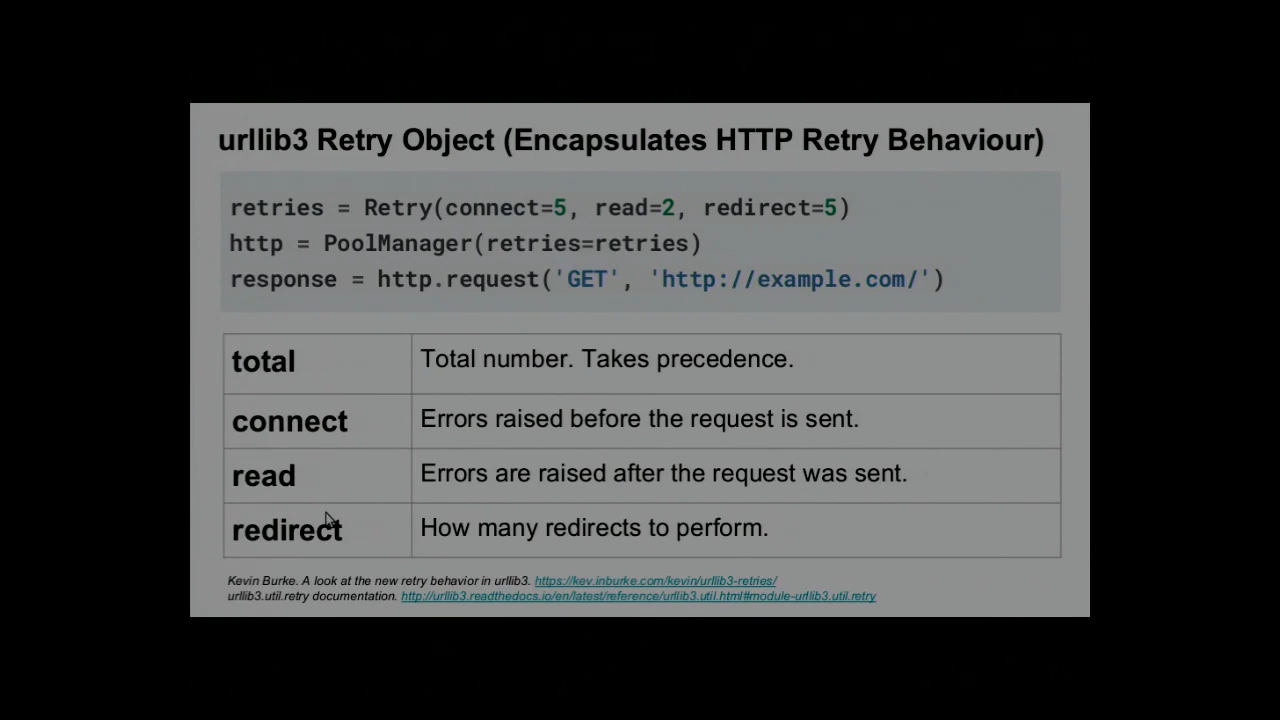 urllib3 Retry Object (Encapsulates HTTP Retry Behaviour)
retries = Retry(connect=5, read=2, redirect=5)
http = PoolManager(retries=retries)
response = http.request('GET', 'http://example.com/')
total Total number. Takes precedence.
connect Errors raised before the request is sent.
read Errors are raised after the request was sent.
redirect How many redirects to perform.
Kevin Burke. A look at the new retry behavior in urllib3. https://kev.inburke.com/kevin/urllib3-retries/
urllib3.util.retry documentation. http://urllib3.readthedocs.io/en/latest/reference/urllib3.util.html#module-urllib3.util.retry